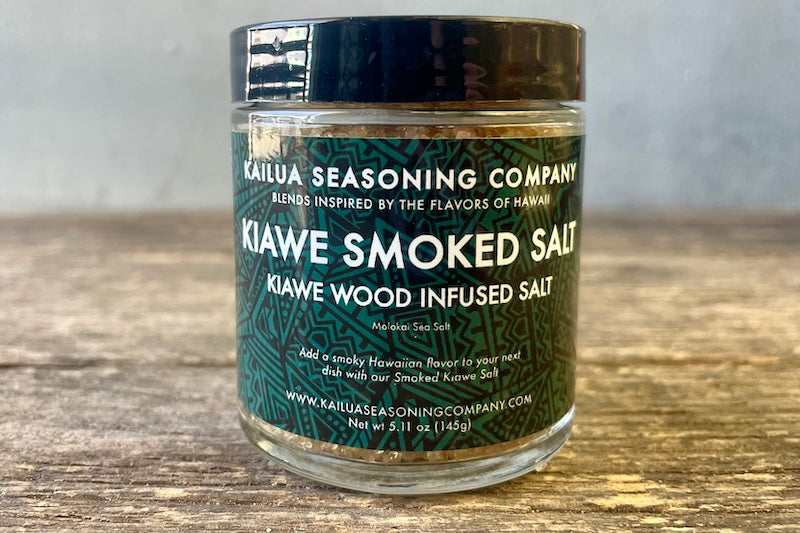 KAILUA SEASONING COMPANY
BLENDS INSPIRED BY THE FLAVORS OF HAWAII
KIAWE SMOKED SALT
KIAWE WOOD INFUSED SALT
Molokai Sea Salt
Add a smoky Hawaiian flavor to your next
dish with our Smoked Kiawe Salt
WWW.KAILUASEASONINGCOMPANY.COM
Net wt 5.11 oz (145g)